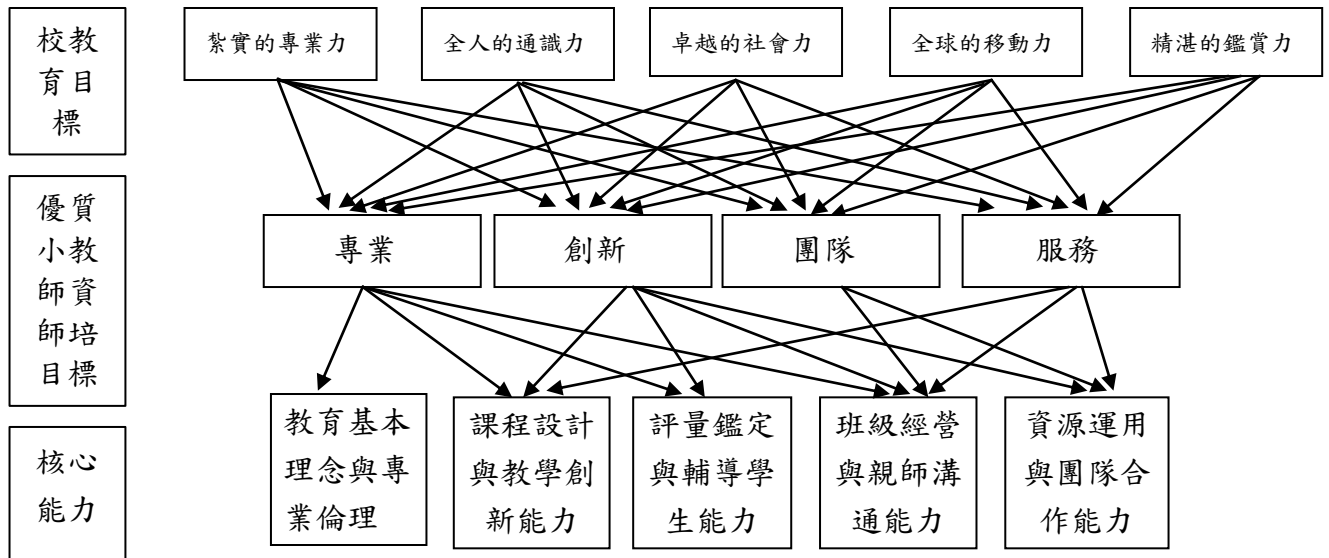 校教
育目
標
紮實的專業力
全人的通識力
卓越的社會力
全球的移動力
精湛的鑑賞力
優質
小教
師資
師培
目標
專業
創新
團隊
服務
核心
能力
教育基本
理念與專
業倫理
課程設計
與教學創
新能力
評量鑑定
與輔導學
生能力
班級經營
與親師溝
通能力
資源運用
與團隊合
作能力